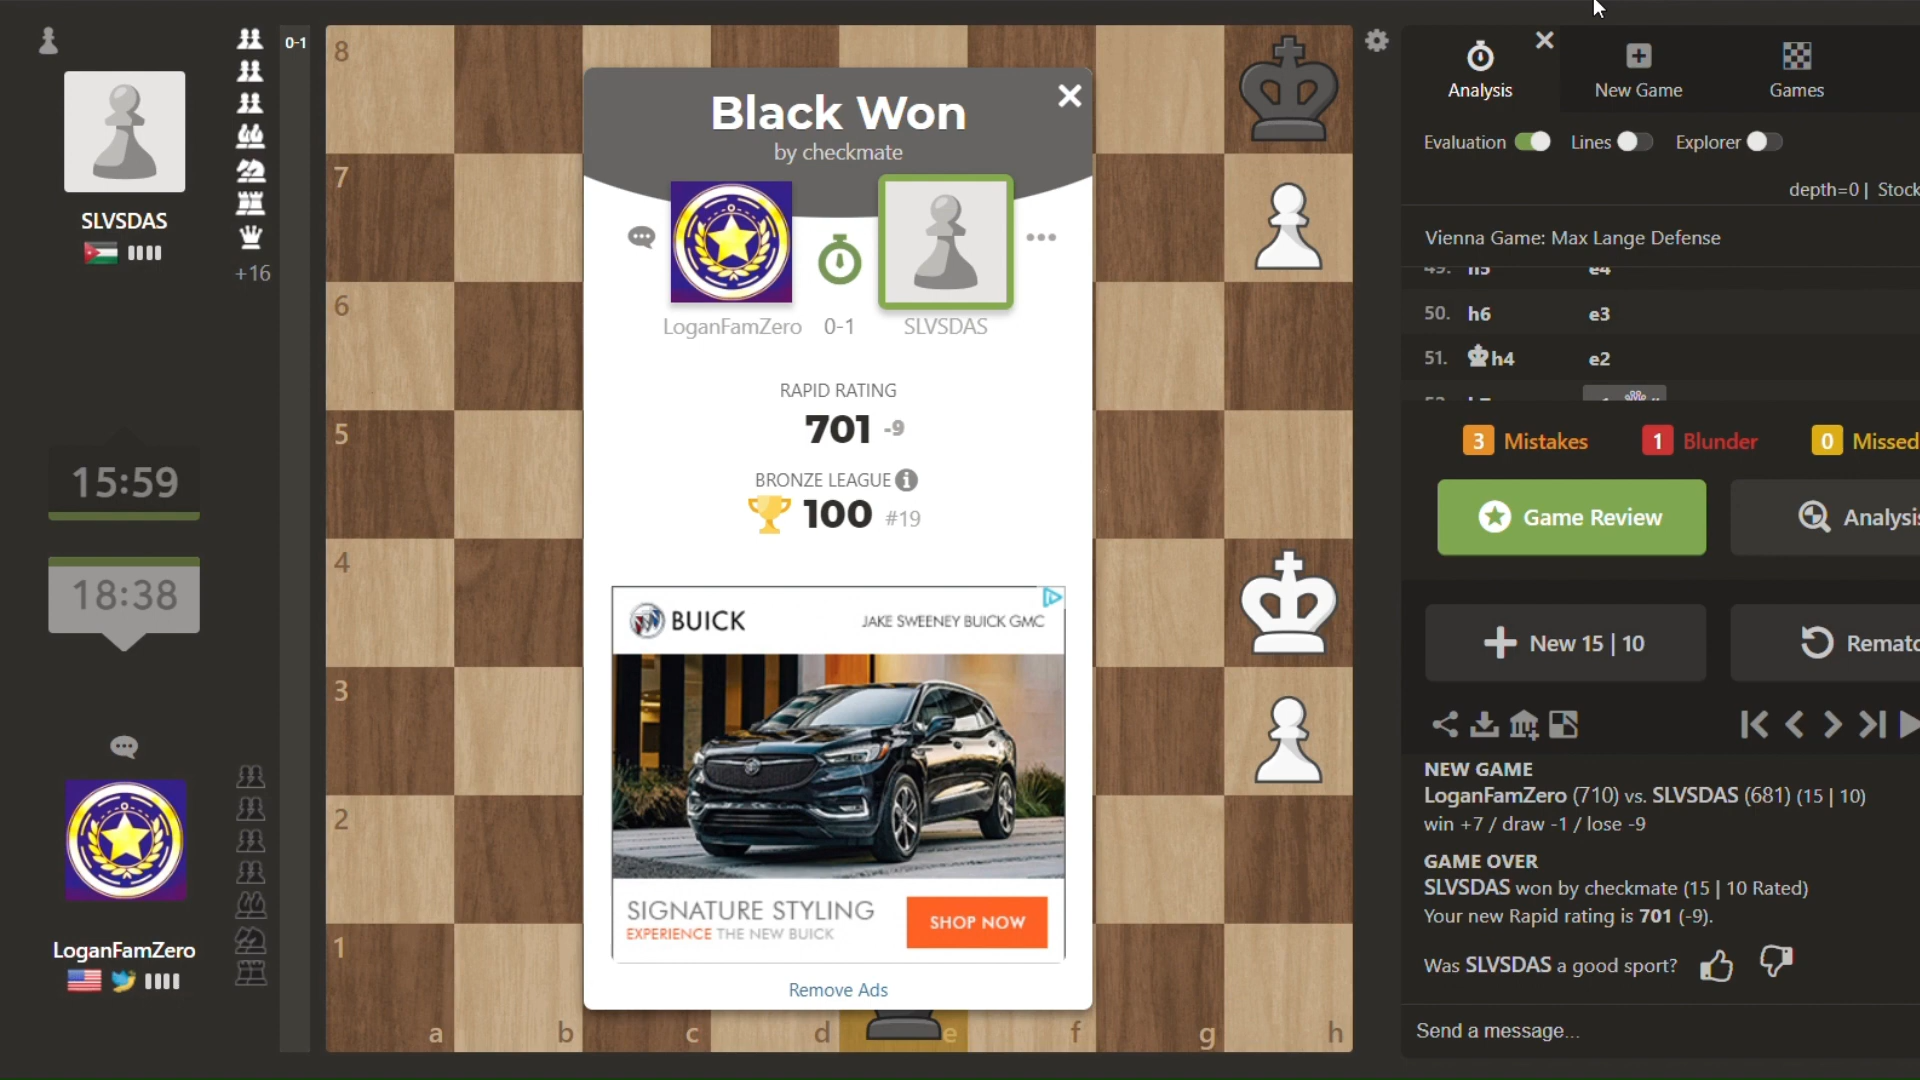 SLVSDAS
+16
0-1
15:59
18:38
LoganFamZero
8
7
6
5
4
3
2
1
a b c d e f g h
Black Won
by checkmate
LoganFamZero 0-1 SLVSDAS
RAPID RATING
701 -9
BRONZE LEAGUE
100 #19
BUICK JAKE SWEENEY BUICK GMC
SIGNATURE STYLING
EXPERIENCE THE NEW BUICK
SHOP NOW
Remove Ads
Analysis New Game Games
Evaluation Lines Explorer
depth=0 | Stock
Vienna Game: Max Lange Defense
49. h5 e4
50. h6 e3
51. h4 e2
3 Mistakes 1 Blunder 0 Missed
Game Review Analysis
New 15 | 10 Rematc
NEW GAME
LoganFamZero (710) vs. SLVSDAS (681) (15 | 10)
win +7 / draw -1 / lose -9
GAME OVER
SLVSDAS won by checkmate (15 | 10 Rated)
Your new Rapid rating is 701 (-9).
Was SLVSDAS a good sport?
Send a message...